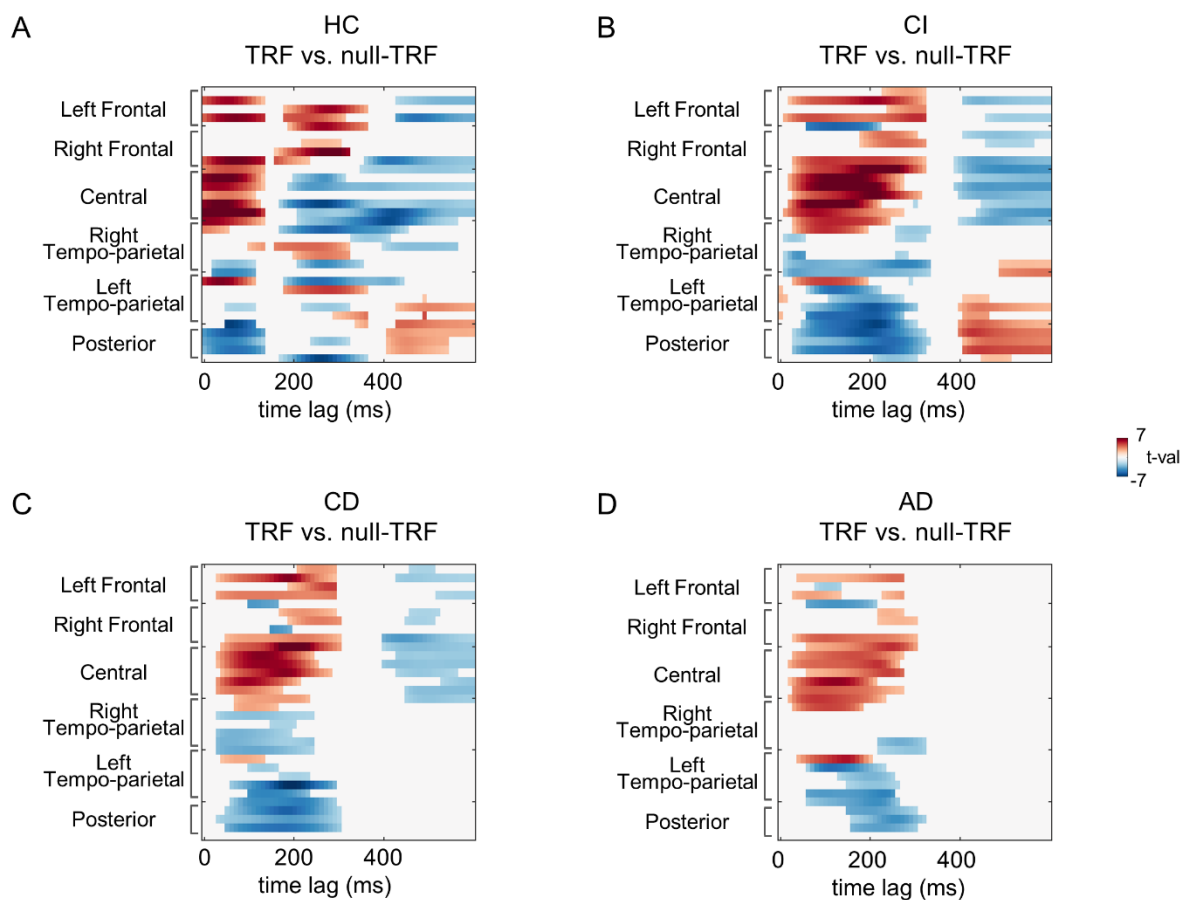 A
HC
TRF vs. null-TRF
Left Frontal
Right Frontal
Central
Right
Tempo-parietal
Left
Tempo-parietal
Posterior
0
200
400
time lag (ms)
B
CI
TRF vs. null-TRF
Left Frontal
Right Frontal
Central
Right
Tempo-parietal
Left
Tempo-parietal
Posterior
0
200
400
time lag (ms)
7
t-val
-7
C
CD
TRF vs. null-TRF
Left Frontal
Right Frontal
Central
Right
Tempo-parietal
Left
Tempo-parietal
Posterior
0
200
400
time lag (ms)
D
AD
TRF vs. null-TRF
Left Frontal
Right Frontal
Central
Right
Tempo-parietal
Left
Tempo-parietal
Posterior
0
200
400
time lag (ms)